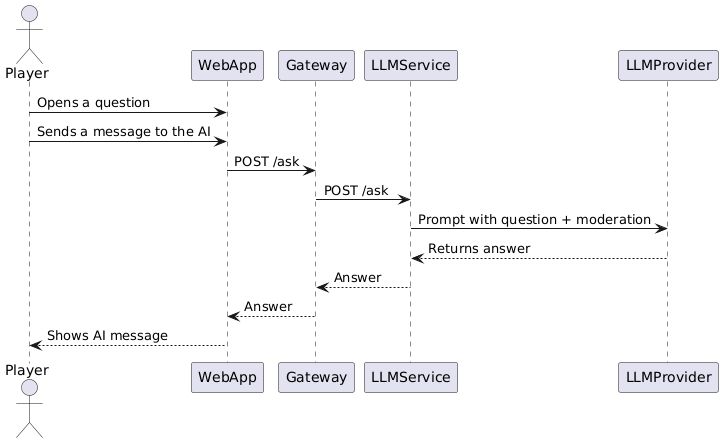 Player
WebApp
Gateway
LLMService
LLMProvider
Opens a question
Sends a message to the AI
POST /ask
POST /ask
Prompt with question + moderation
Returns answer
Answer
Answer
Shows AI message
Player
WebApp
Gateway
LLMService
LLMProvider